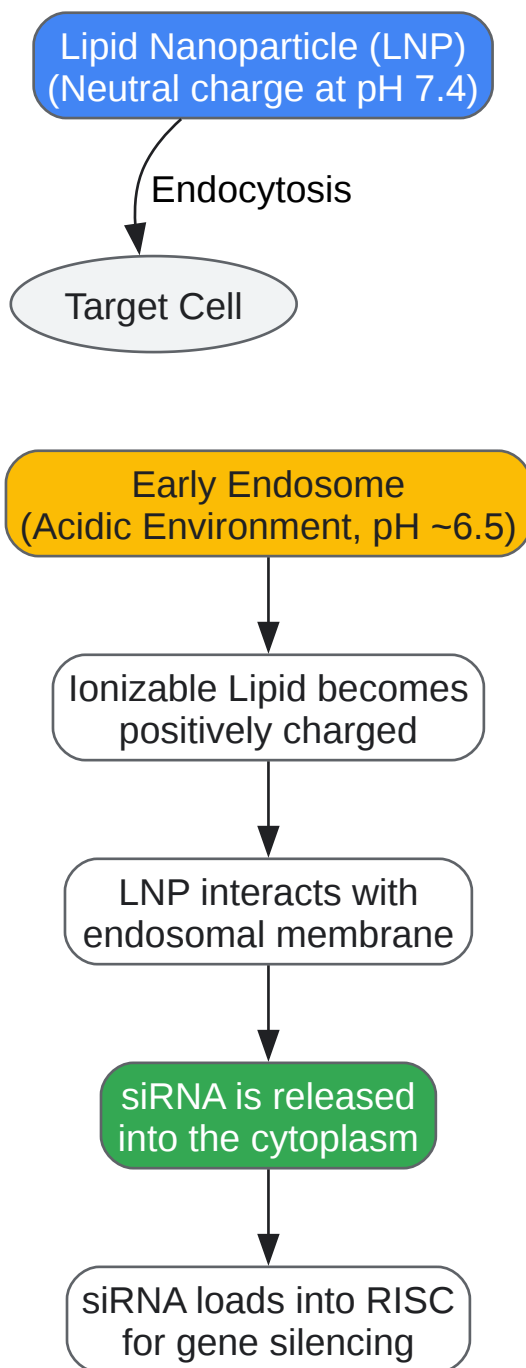 Lipid Nanoparticle (LNP)
(Neutral charge at pH 7.4)
Endocytosis
Target Cell
Early Endosome
(Acidic Environment, pH ~6.5)
Ionizable Lipid becomes
positively charged
LNP interacts with
endosomal membrane
siRNA is released
into the cytoplasm
siRNA loads into RISC
for gene silencing